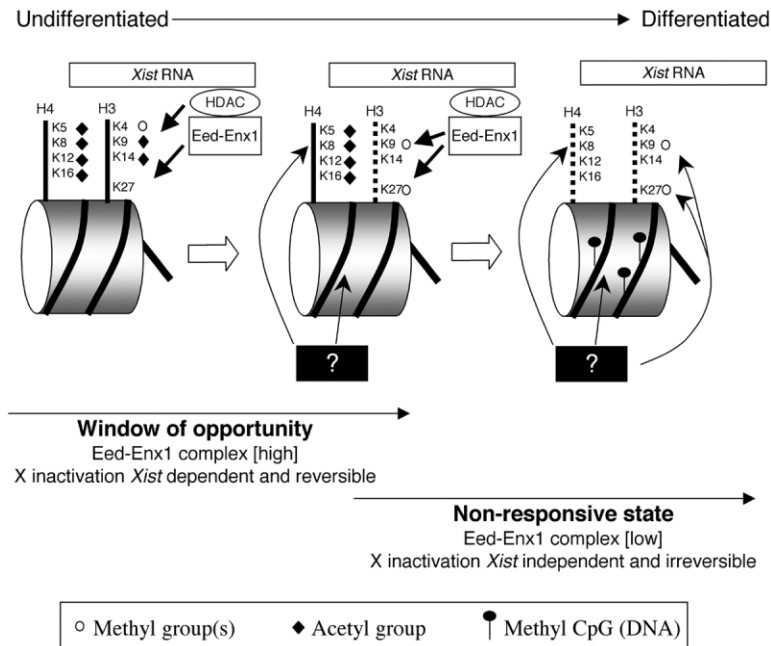 Undifferentiated
Differentiated
Xist RNA
H4
H3
K5
K8
K12
K16
K4
K9
K14
K27
HDAC
Eed-Enx1
Xist RNA
H4
H3
K5
K8
K12
K16
K4
K9
K14
K27
HDAC
Eed-Enx1
?
Xist RNA
H4
H3
K5
K8
K12
K16
K4
K9
K14
K27
?
Window of opportunity
Eed-Enx1 complex [high]
X inactivation Xist dependent and reversible
Non-responsive state
Eed-Enx1 complex [low]
X inactivation Xist independent and irreversible
Methyl group(s)
Acetyl group
Methyl CpG (DNA)